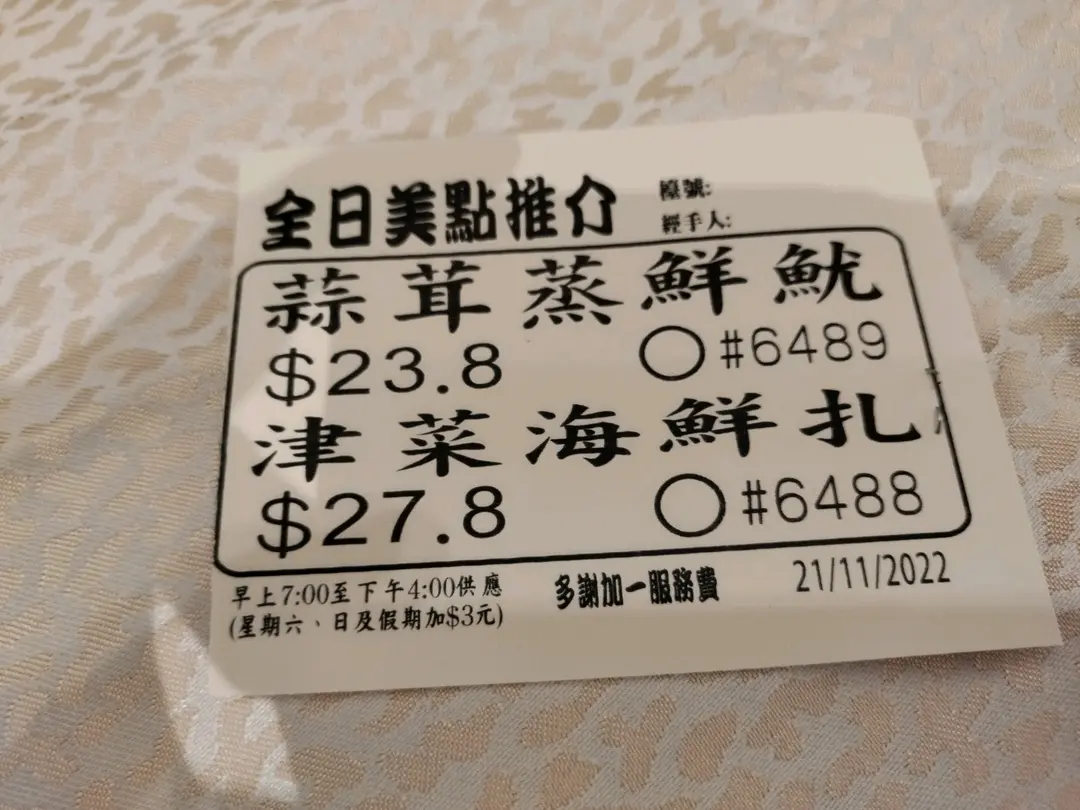 全日美點推介
檯號:
經手人:
蒜茸蒸鮮魷
$23.8 ○ #6489
津菜海鮮扎
$27.8 ○ #6488
早上7:00至下午4:00供應
(星期六、日及假期加$3元)
多謝加一服務費
21/11/2022